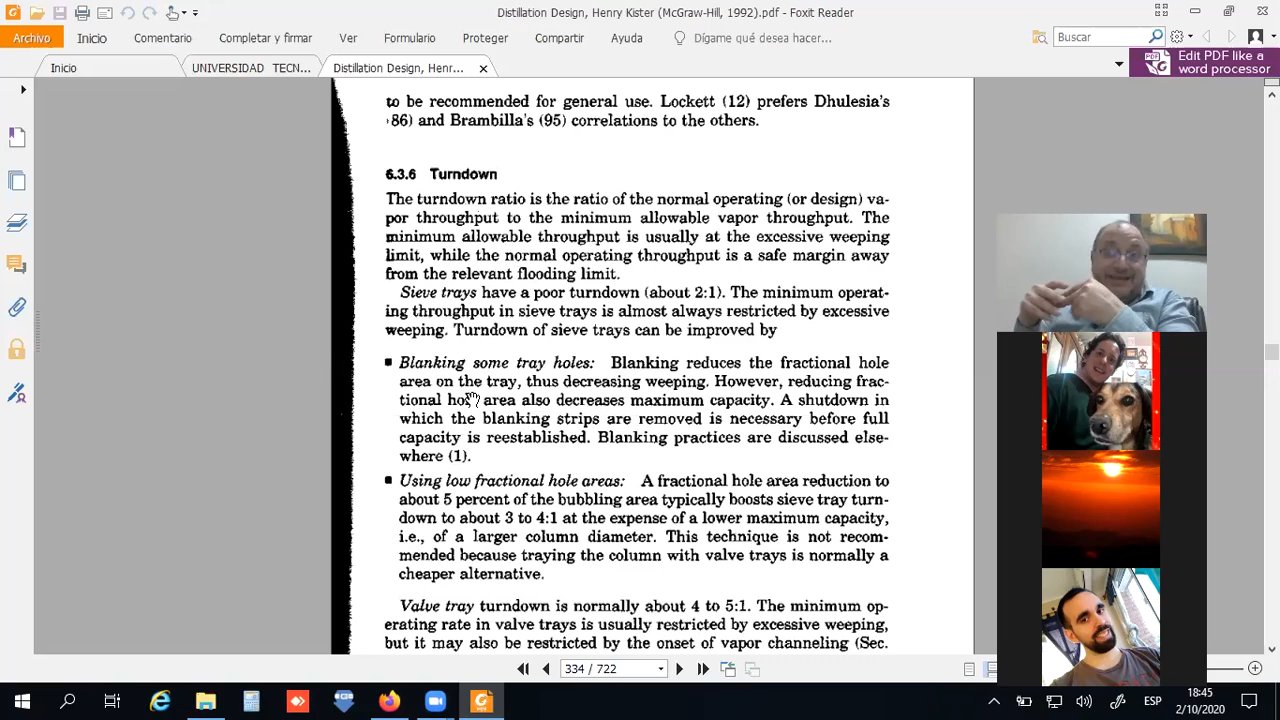 Distillation Design, Henry Kister (McGraw-Hill, 1992).pdf - Foxit Reader
Archivo Inicio Comentario Completar y firmar Ver Formulario Proteger Compartir Ayuda Dígame qué desea hacer... Buscar
Inicio UNIVERSIDAD TECN... Distillation Design, Henr...
Edit PDF like a
word processor
to be recommended for general use. Lockett (12) prefers Dhulesia's
86) and Brambilla's (95) correlations to the others.
6.3.6 Turndown
The turndown ratio is the ratio of the normal operating (or design) va-
por throughput to the minimum allowable vapor throughput. The
minimum allowable throughput is usually at the excessive weeping
limit, while the normal operating throughput is a safe margin away
from the relevant flooding limit.
Sieve trays have a poor turndown (about 2:1). The minimum operat-
ing throughput in sieve trays is almost always restricted by excessive
weeping. Turndown of sieve trays can be improved by
■ Blanking some tray holes: Blanking reduces the fractional hole
area on the tray, thus decreasing weeping. However, reducing frac-
tional hole area also decreases maximum capacity. A shutdown in
which the blanking strips are removed is necessary before full
capacity is reestablished. Blanking practices are discussed else-
where (1).
■ Using low fractional hole areas: A fractional hole area reduction to
about 5 percent of the bubbling area typically boosts sieve tray turn-
down to about 3 to 4:1 at the expense of a lower maximum capacity,
i.e., of a larger column diameter. This technique is not recom-
mended because traying the column with valve trays is normally a
cheaper alternative.
Valve tray turndown is normally about 4 to 5:1. The minimum op-
erating rate in valve trays is usually restricted by excessive weeping,
but it may also be restricted by the onset of vapor channeling (Sec.
334 / 722
ESP
18:45
2/10/2020